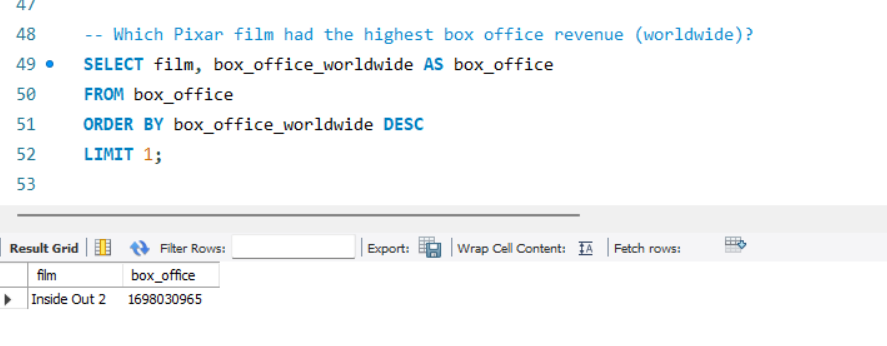 47
48 -- Which Pixar film had the highest box office revenue (worldwide)?
49 SELECT film, box_office_worldwide AS box_office
50 FROM box_office
51 ORDER BY box_office_worldwide DESC
52 LIMIT 1;
53
Result Grid Filter Rows: Export: Wrap Cell Content: IA Fetch rows:
film box_office
Inside Out 2 1698030965